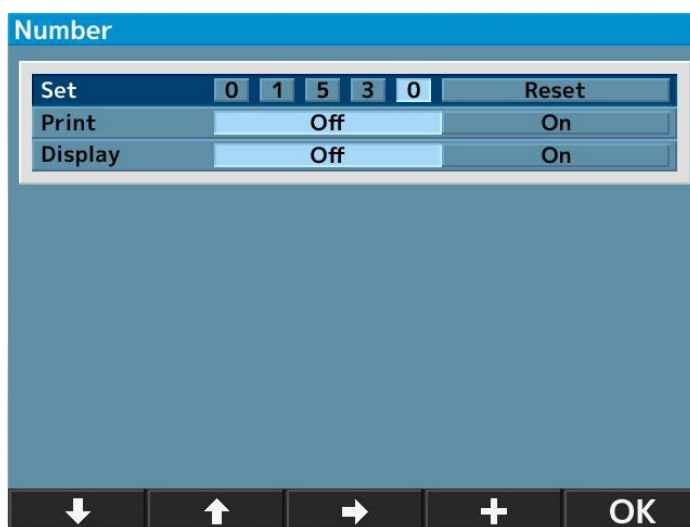 Number
Set 0 1 5 3 0 Reset
Print Off On
Display Off On
OK